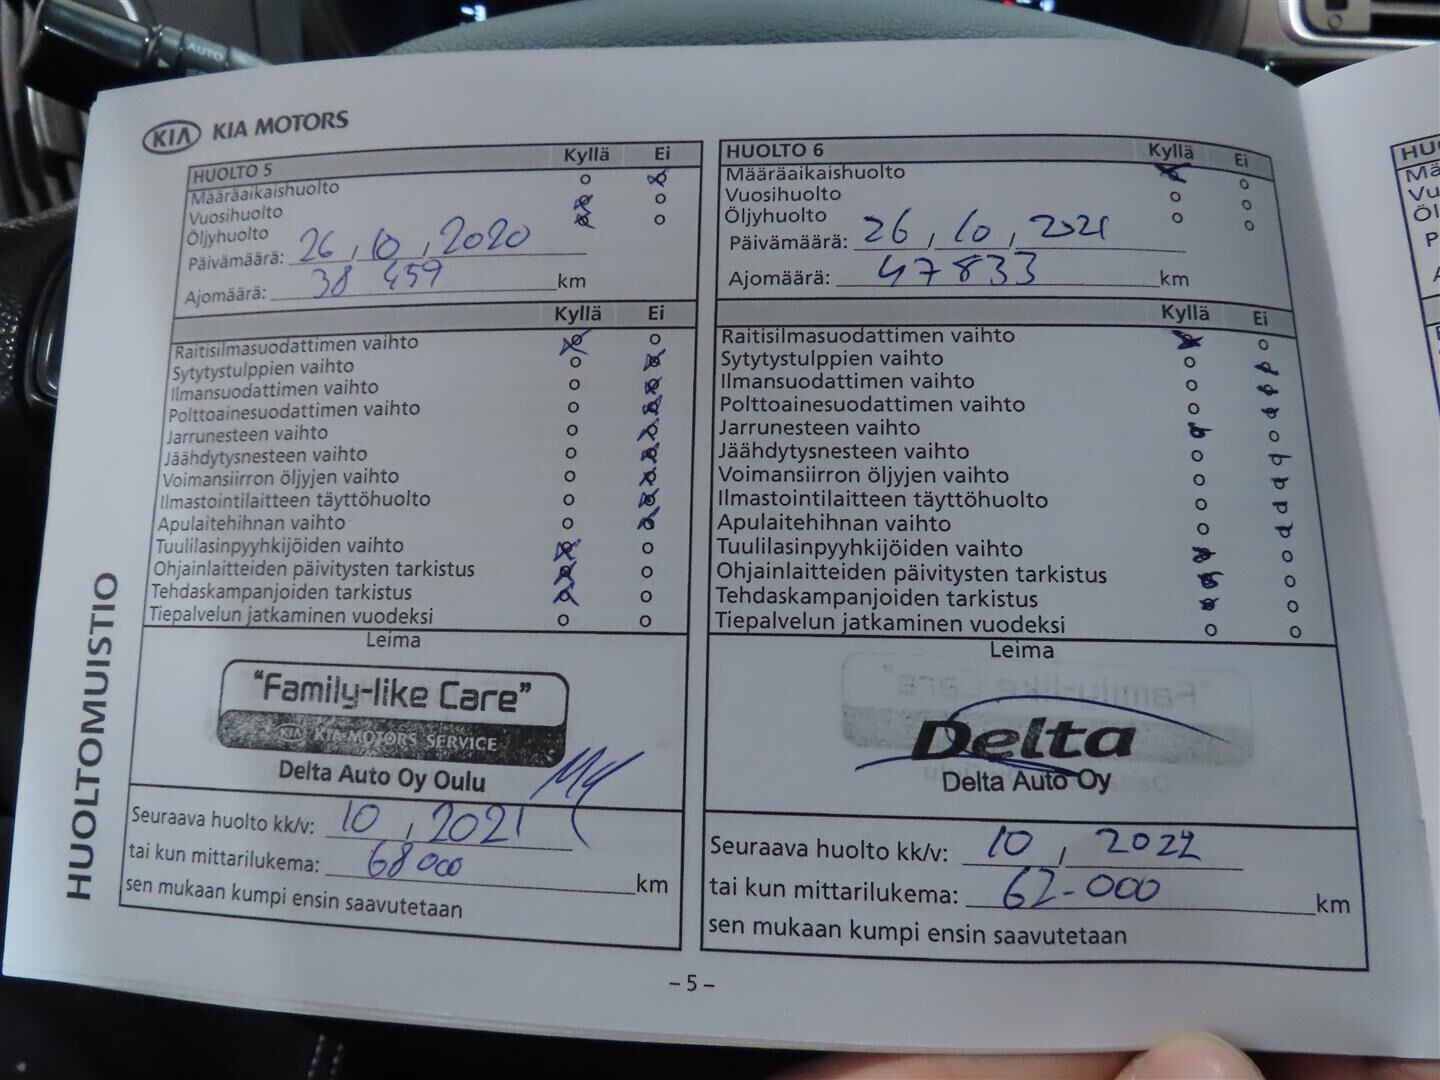 AUTO
KIA KIA MOTORS
HUOLTOMUISTIO
HUOLTO 5 Kyllä Ei
Määräaikaishuolto
Vuosihuolto
Öljyhuolto
Päivämäärä: 26, 10, 2020
Ajomäärä: 38 459 km
Kyllä Ei
Raitisilmasuodattimen vaihto
Sytytystulppien vaihto
Ilmansuodattimen vaihto
Polttoainesuodattimen vaihto
Jarrunesteen vaihto
Jäähdytysnesteen vaihto
Voimansiirron öljyjen vaihto
Ilmastointilaitteen täyttöhuolto
Apulaitehihnan vaihto
Tuulilasinpyyhkijöiden vaihto
Ohjainlaitteiden päivitysten tarkistus
Tehdaskampanjoiden tarkistus
Tiepalvelun jatkaminen vuodeksi
Leima
"Family-like Care"
KIA KIA MOTORS SERVICE
Delta Auto Oy Oulu
Seuraava huolto kk/v: 10, 2021
tai kun mittarilukema: 68 000 km
sen mukaan kumpi ensin saavutetaan
HUOLTO 6 Kyllä Ei
Määräaikaishuolto
Vuosihuolto
Öljyhuolto
Päivämäärä: 26, 10, 2021
Ajomäärä: 47833 km
Kyllä Ei
Raitisilmasuodattimen vaihto
Sytytystulppien vaihto
Ilmansuodattimen vaihto
Polttoainesuodattimen vaihto
Jarrunesteen vaihto
Jäähdytysnesteen vaihto
Voimansiirron öljyjen vaihto
Ilmastointilaitteen täyttöhuolto
Apulaitehihnan vaihto
Tuulilasinpyyhkijöiden vaihto
Ohjainlaitteiden päivitysten tarkistus
Tehdaskampanjoiden tarkistus
Tiepalvelun jatkaminen vuodeksi
Leima
Delta
Delta Auto Oy
Seuraava huolto kk/v: 10, 2022
tai kun mittarilukema: 62-000 km
sen mukaan kumpi ensin saavutetaan
- 5 -